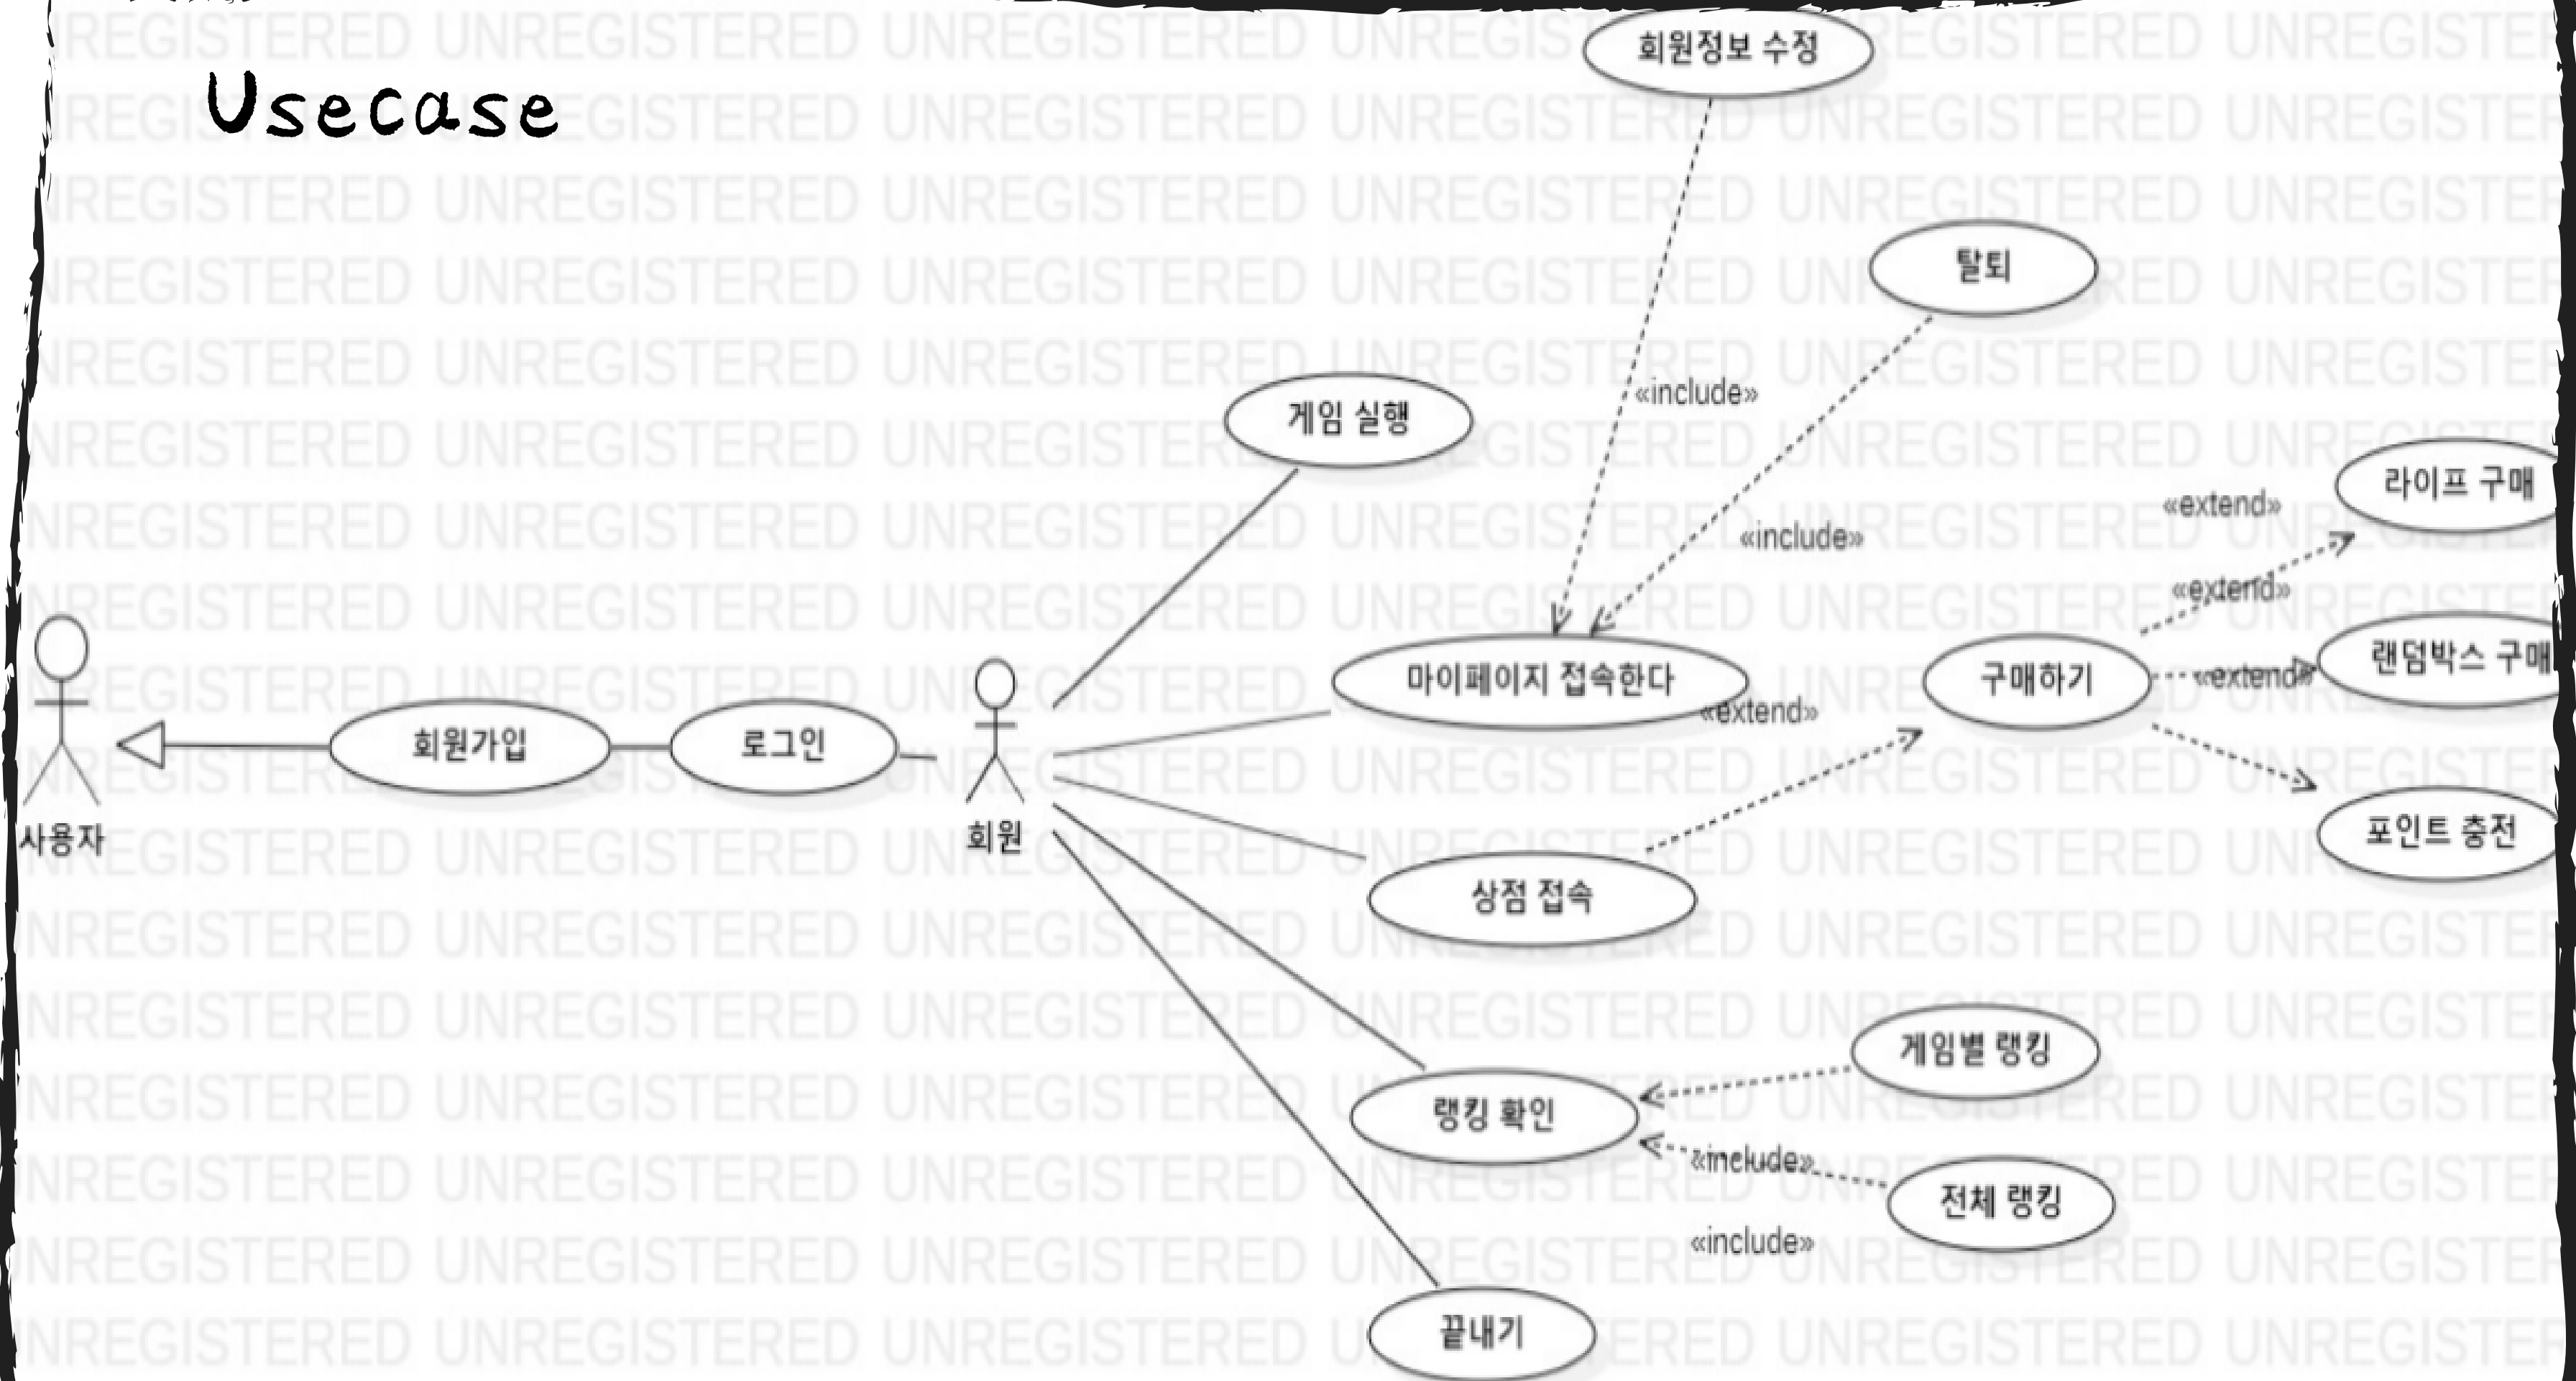 Usecase
회원정보 수정
탈퇴
«include»
게임 실행
«include»
라이프 구매
«extend»
«extend»
랜덤박스 구매
«extend»
마이페이지 접속한다
구매하기
«extend»
회원가입
로그인
사용자
회원
포인트 충전
상점 접속
게임별 랭킹
랭킹 확인
«include»
전체 랭킹
«include»
끝내기
UNREGISTERED